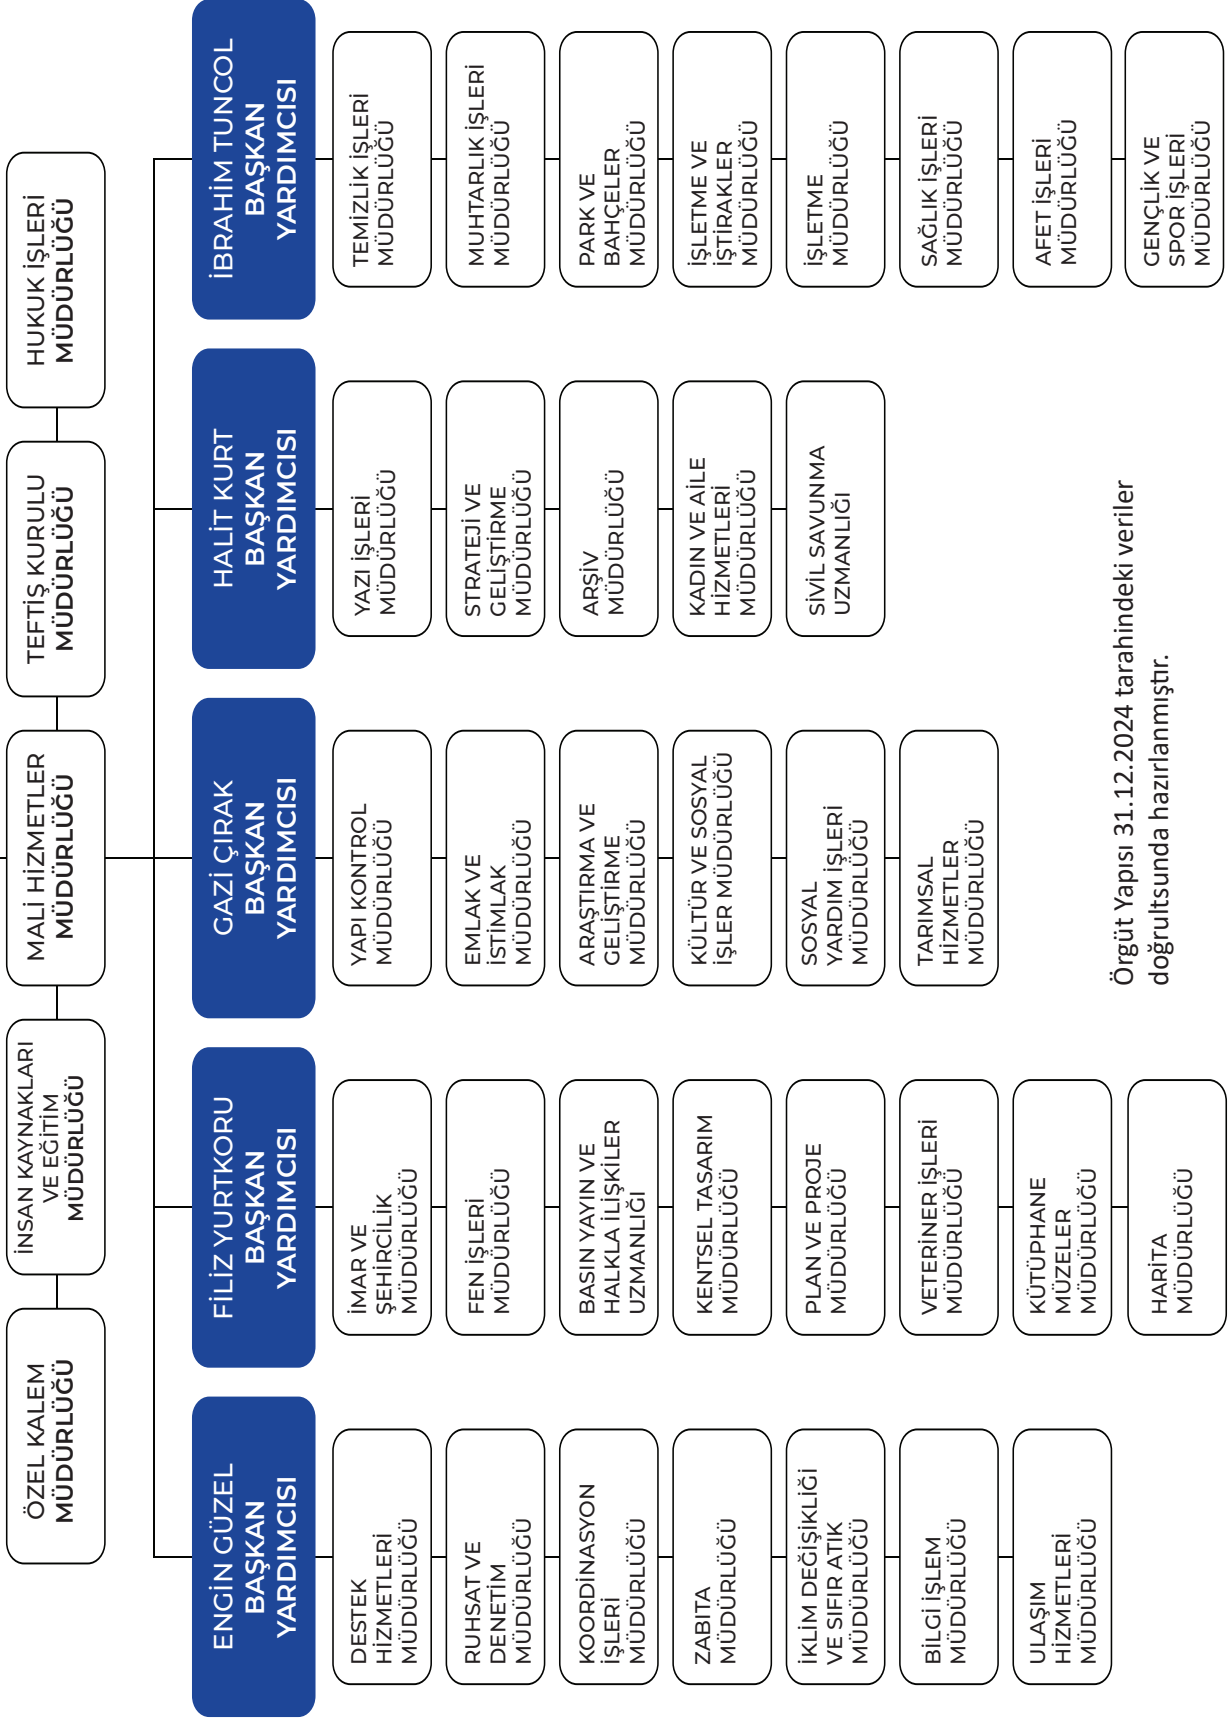 ÖZEL KALEM
MÜDÜRLÜĞÜ
İNSAN KAYNAKLARI
VE EĞİTİM
MÜDÜRLÜĞÜ
MALİ HİZMETLER
MÜDÜRLÜĞÜ
TEFTİŞ KURULU
MÜDÜRLÜĞÜ
HUKUK İŞLERİ
MÜDÜRLÜĞÜ
ENGİN GÜZEL
BAŞKAN
YARDIMCISI
DESTEK
HİZMETLERİ
MÜDÜRLÜĞÜ
RUHSAT VE
DENETİM
MÜDÜRLÜĞÜ
KOORDİNASYON
İŞLERİ
MÜDÜRLÜĞÜ
ZABITA
MÜDÜRLÜĞÜ
İKLİM DEĞİŞİKLİĞİ
VE SIFIR ATIK
MÜDÜRLÜĞÜ
BİLGİ İŞLEM
MÜDÜRLÜĞÜ
ULAŞIM
HİZMETLERİ
MÜDÜRLÜĞÜ
FİLİZ YURTKORU
BAŞKAN
YARDIMCISI
İMAR VE
ŞEHİRCİLİK
MÜDÜRLÜĞÜ
FEN İŞLERİ
MÜDÜRLÜĞÜ
BASIN YAYIN VE
HALKLA İLİŞKİLER
UZMANLIĞI
KENTSEL TASARIM
MÜDÜRLÜĞÜ
PLAN VE PROJE
MÜDÜRLÜĞÜ
VETERİNER İŞLERİ
MÜDÜRLÜĞÜ
KÜTÜPHANE
MÜZELER
MÜDÜRLÜĞÜ
HARİTA
MÜDÜRLÜĞÜ
GAZİ ÇIRAK
BAŞKAN
YARDIMCISI
YAPI KONTROL
MÜDÜRLÜĞÜ
EMLAK VE
İSTİMLAK
MÜDÜRLÜĞÜ
ARAŞTIRMA VE
GELİŞTİRME
MÜDÜRLÜĞÜ
KÜLTÜR VE SOSYAL
İŞLER MÜDÜRLÜĞÜ
SOSYAL
YARDIM İŞLERİ
MÜDÜRLÜĞÜ
TARIMSAL
HİZMETLER
MÜDÜRLÜĞÜ
HALİT KURT
BAŞKAN
YARDIMCISI
YAZI İŞLERİ
MÜDÜRLÜĞÜ
STRATEJİ VE
GELİŞTİRME
MÜDÜRLÜĞÜ
ARŞİV
MÜDÜRLÜĞÜ
KADIN VE AİLE
HİZMETLERİ
MÜDÜRLÜĞÜ
SİVİL SAVUNMA
UZMANLIĞI
İBRAHİM TUNCOL
BAŞKAN
YARDIMCISI
TEMİZLİK İŞLERİ
MÜDÜRLÜĞÜ
MUHTARLIK İŞLERİ
MÜDÜRLÜĞÜ
PARK VE
BAHÇELER
MÜDÜRLÜĞÜ
İŞLETME VE
İŞTİRAKLER
MÜDÜRLÜĞÜ
İŞLETME
MÜDÜRLÜĞÜ
SAĞLIK İŞLERİ
MÜDÜRLÜĞÜ
AFET İŞLERİ
MÜDÜRLÜĞÜ
GENÇLİK VE
SPOR İŞLERİ
MÜDÜRLÜĞÜ
Örgüt Yapısı 31.12.2024 tarahindeki veriler
doğrultsunda hazırlanmıştır.